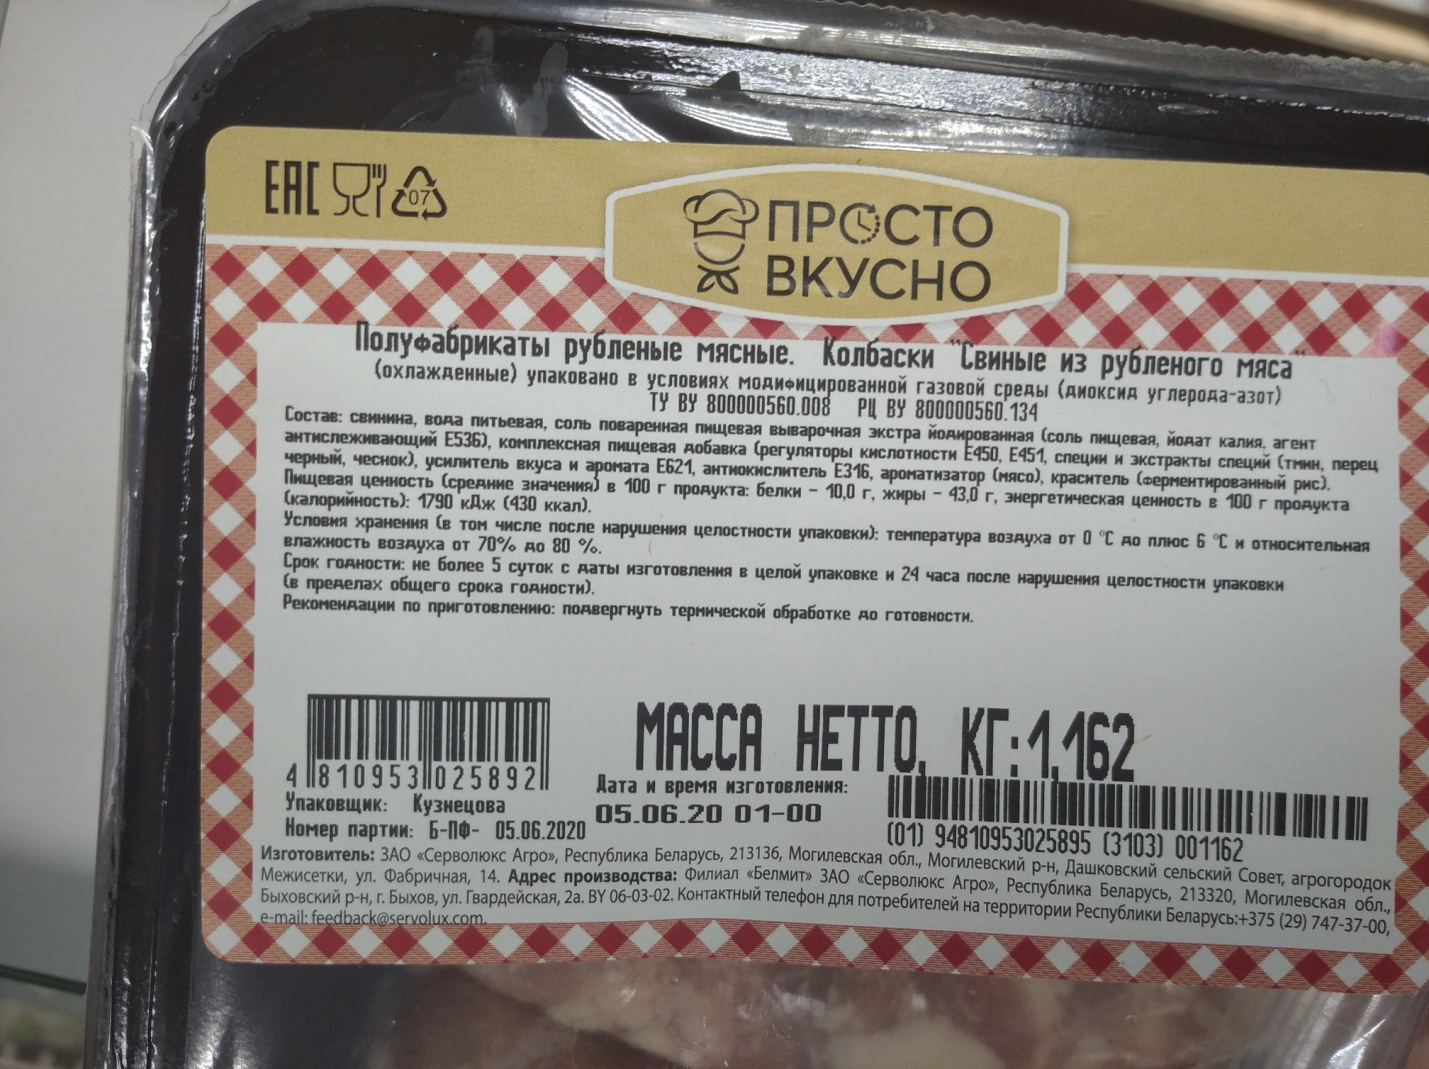 ЕАС
07
ПРОСТО
ВКУСНО
Полуфабрикаты рубленые мясные. Колбаски "Свиные из рубленого мяса"
(охлажденные) упаковано в условиях модифицированной газовой среды (диоксид углерода-азот)
ТУ BY 800000560.008 РЦ BY 800000560.134
Состав: свинина, вода питьевая, соль поваренная пищевая выварочная экстра йодированная (соль пищевая, йодат калия, агент
антислеживающий Е536), комплексная пищевая добавка (регуляторы кислотности Е450, Е451, специи и экстракты специй (тмин, перец
черный, чеснок), усилитель вкуса и аромата Е621, антиокислитель Е316, ароматизатор (мясо), краситель (ферментированный рис).
Пищевая ценность (средние значения) в 100 г продукта: белки - 10,0 г, жиры - 43,0 г, энергетическая ценность в 100 г продукта
(калорийность): 1790 кДж (430 ккал).
Условия хранения (в том числе после нарушения целостности упаковки): температура воздуха от 0 °С до плюс 6 °С и относительная
влажность воздуха от 70% до 80 %.
Срок годности: не более 5 суток с даты изготовления в целой упаковке и 24 часа после нарушения целостности упаковки
(в пределах общего срока годности).
Рекомендации по приготовлению: подвергнуть термической обработке до готовности.
МАССА НЕТТО, КГ:1,162
4 810953 025892
Дата и время изготовления:
Упаковщик: Кузнецова
05.06.20 01-00
Номер партии: Б-ПФ- 05.06.2020
(01) 94810953025895 (3103) 001162
Изготовитель: ЗАО «Серволюкс Агро», Республика Беларусь, 213136, Могилевская обл., Могилевский р-н, Дашковский сельский Совет, агрогородок
Межисетки, ул. Фабричная, 14. Адрес производства: Филиал «Белмит» ЗАО «Серволюкс Агро», Республика Беларусь, 213320, Могилевская обл.,
Быховский р-н, г. Быхов, ул. Гвардейская, 2а. BY 06-03-02. Контактный телефон для потребителей на территории Республики Беларусь:+375 (29) 747-37-00,
e-mail: feedback@servolux.com.